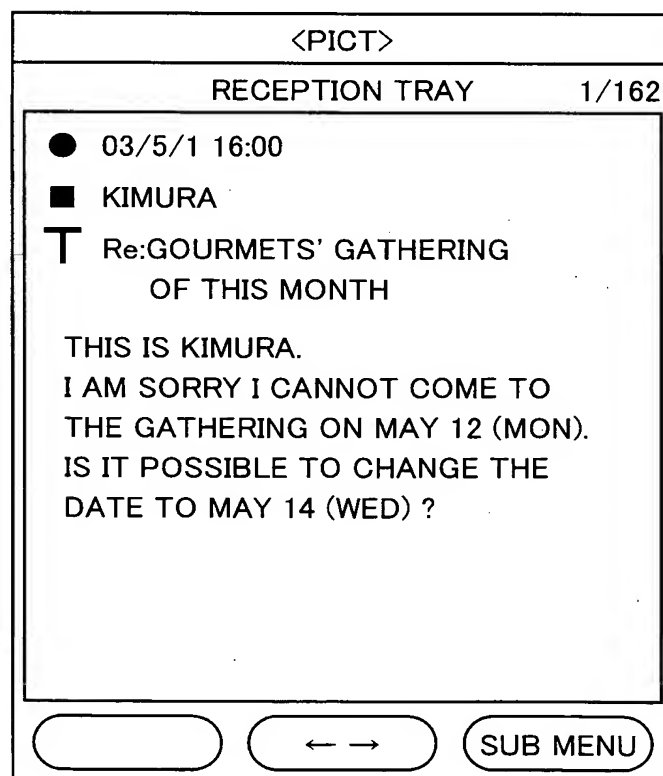 <PICT>
RECEPTION TRAY 1/162
● 03/5/1 16:00
■ KIMURA
T Re:GOURMETS' GATHERING
OF THIS MONTH
THIS IS KIMURA.
I AM SORRY I CANNOT COME TO
THE GATHERING ON MAY 12 (MON).
IS IT POSSIBLE TO CHANGE THE
DATE TO MAY 14 (WED) ?
← → SUB MENU